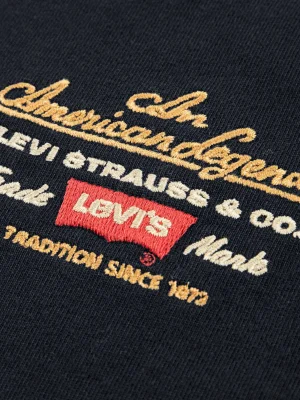 An
American Legend
LEVI STRAUSS & CO.
Trade
LEVI'S
®
Mark
TRADITION SINCE 1873